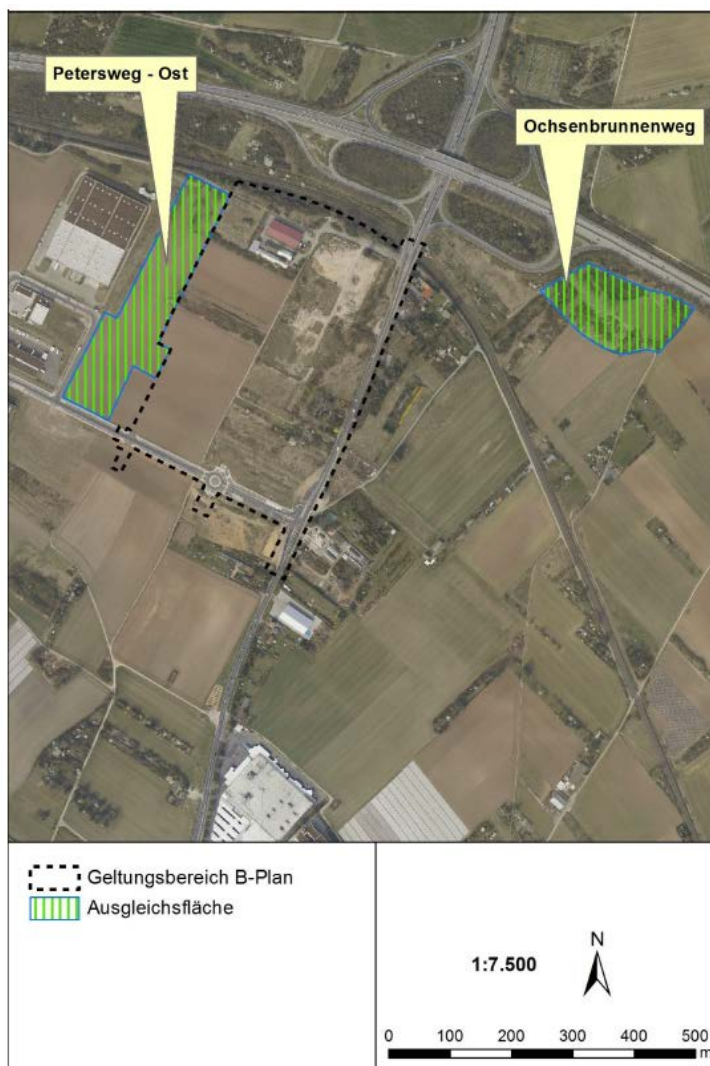 Petersweg - Ost
Ochsenbrunnenweg
Geltungsbereich B-Plan
Ausgleichsfläche
1:7.500
N
0 100 200 300 400 500
m